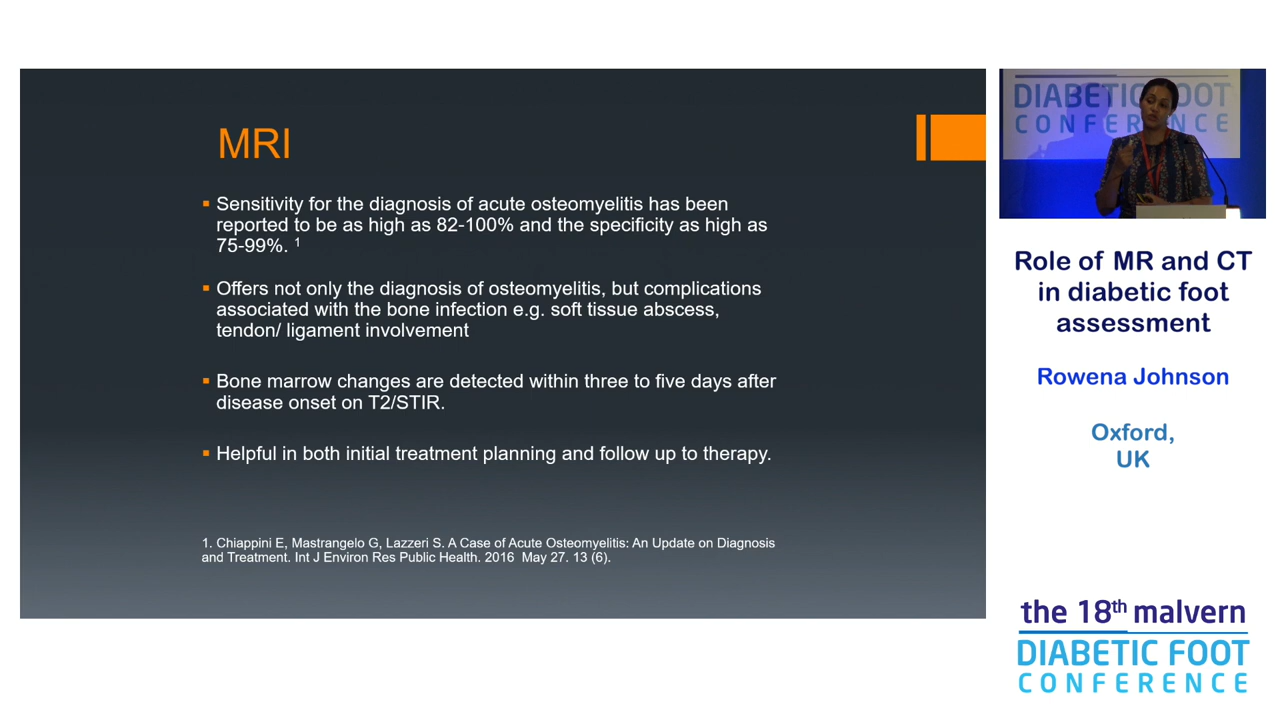 MRI
Sensitivity for the diagnosis of acute osteomyelitis has been
reported to be as high as 82-100% and the specificity as high as
75-99%. 1
Offers not only the diagnosis of osteomyelitis, but complications
associated with the bone infection e.g. soft tissue abscess,
tendon/ ligament involvement
Bone marrow changes are detected within three to five days after
disease onset on T2/STIR.
Helpful in both initial treatment planning and follow up to therapy.
1. Chiappini E, Mastrangelo G, Lazzeri S. A Case of Acute Osteomyelitis: An Update on Diagnosis
and Treatment. Int J Environ Res Public Health. 2016 May 27. 13 (6).
DIABETIC FOOT
CONFERENCE
Role of MR and CT
in diabetic foot
assessment
Rowena Johnson
Oxford,
UK
the 18th malvern
DIABETIC FOOT
CONFERENCE